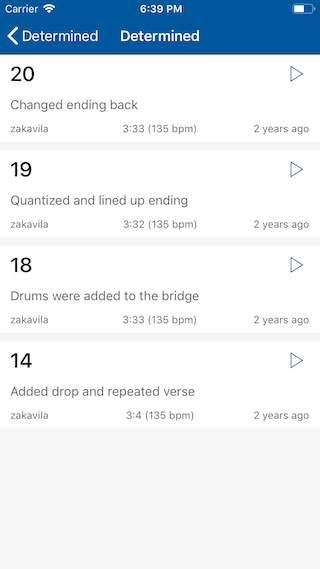 Carrier 6:39 PM
Determined Determined
20
Changed ending back
zakavila 3:33 (135 bpm) 2 years ago
19
Quantized and lined up ending
zakavila 3:32 (135 bpm) 2 years ago
18
Drums were added to the bridge
zakavila 3:33 (135 bpm) 2 years ago
14
Added drop and repeated verse
zakavila 3:4 (135 bpm) 2 years ago